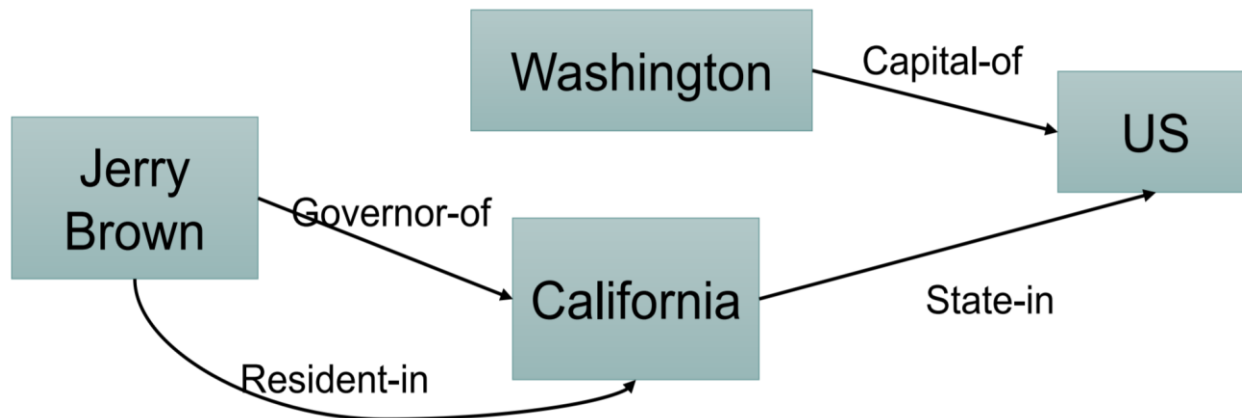 Washington
Capital-of
US
Jerry
Brown
Governor-of
California
State-in
Resident-in